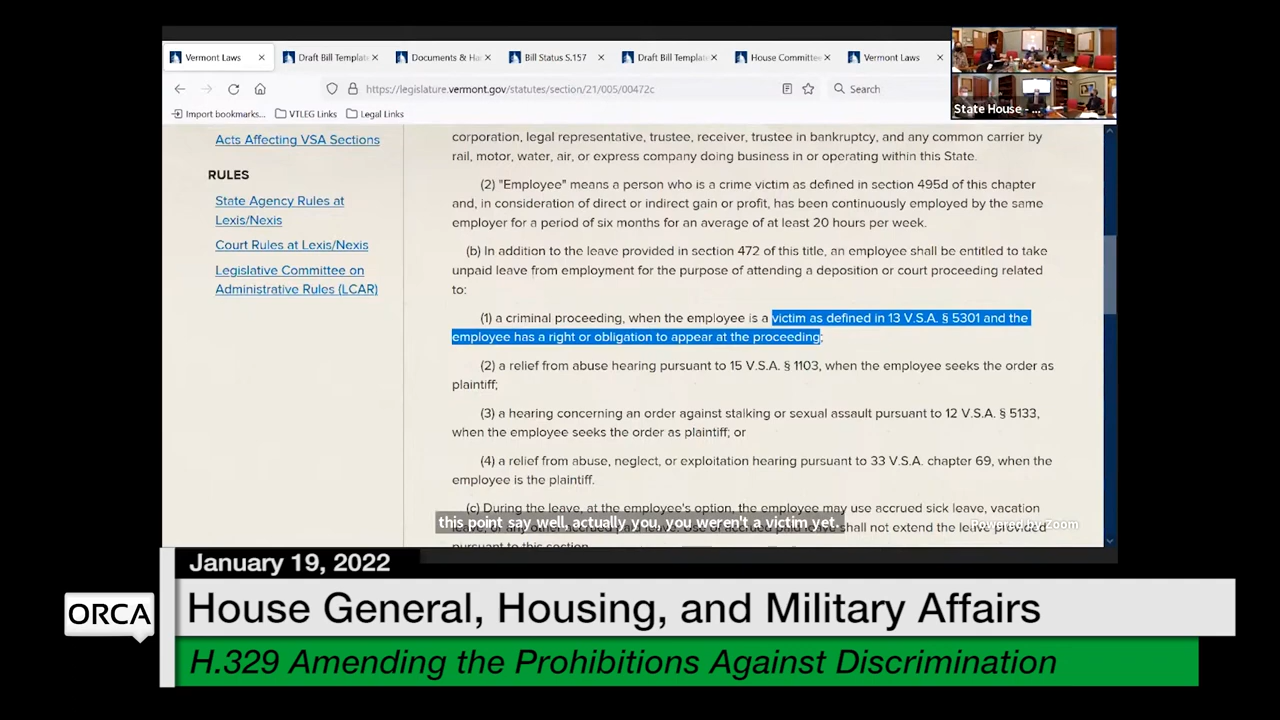 Vermont Laws
Draft Bill Templat
Documents & Ha
Bill Status S.157
Draft Bill Templat
House Committee
Vermont Laws
https://legislature.vermont.gov/statutes/section/21/005/00472c
Search
State House - ...
Import bookmarks...
VTLEG Links
Legal Links
Acts Affecting VSA Sections
RULES
State Agency Rules at
Lexis/Nexis
Court Rules at Lexis/Nexis
Legislative Committee on
Administrative Rules (LCAR)
corporation, legal representative, trustee, receiver, trustee in bankruptcy, and any common carrier by
rail, motor, water, air, or express company doing business in or operating within this State.
(2) "Employee" means a person who is a crime victim as defined in section 495d of this chapter
and, in consideration of direct or indirect gain or profit, has been continuously employed by the same
employer for a period of six months for an average of at least 20 hours per week.
(b) In addition to the leave provided in section 472 of this title, an employee shall be entitled to take
unpaid leave from employment for the purpose of attending a deposition or court proceeding related
to:
(1) a criminal proceeding, when the employee is a victim as defined in 13 V.S.A. § 5301 and the
employee has a right or obligation to appear at the proceeding;
(2) a relief from abuse hearing pursuant to 15 V.S.A. § 1103, when the employee seeks the order as
plaintiff;
(3) a hearing concerning an order against stalking or sexual assault pursuant to 12 V.S.A. § 5133,
when the employee seeks the order as plaintiff; or
(4) a relief from abuse, neglect, or exploitation hearing pursuant to 33 V.S.A. chapter 69, when the
employee is the plaintiff.
(c) During the leave, at the employee's option, the employee may use accrued sick leave, vacation
shall not extend the leave provided
pursuant to this section.
this point say well, actually you, you weren't a victim yet.
Powered by Zoom
January 19, 2022
ORCA
House General, Housing, and Military Affairs
H.329 Amending the Prohibitions Against Discrimination